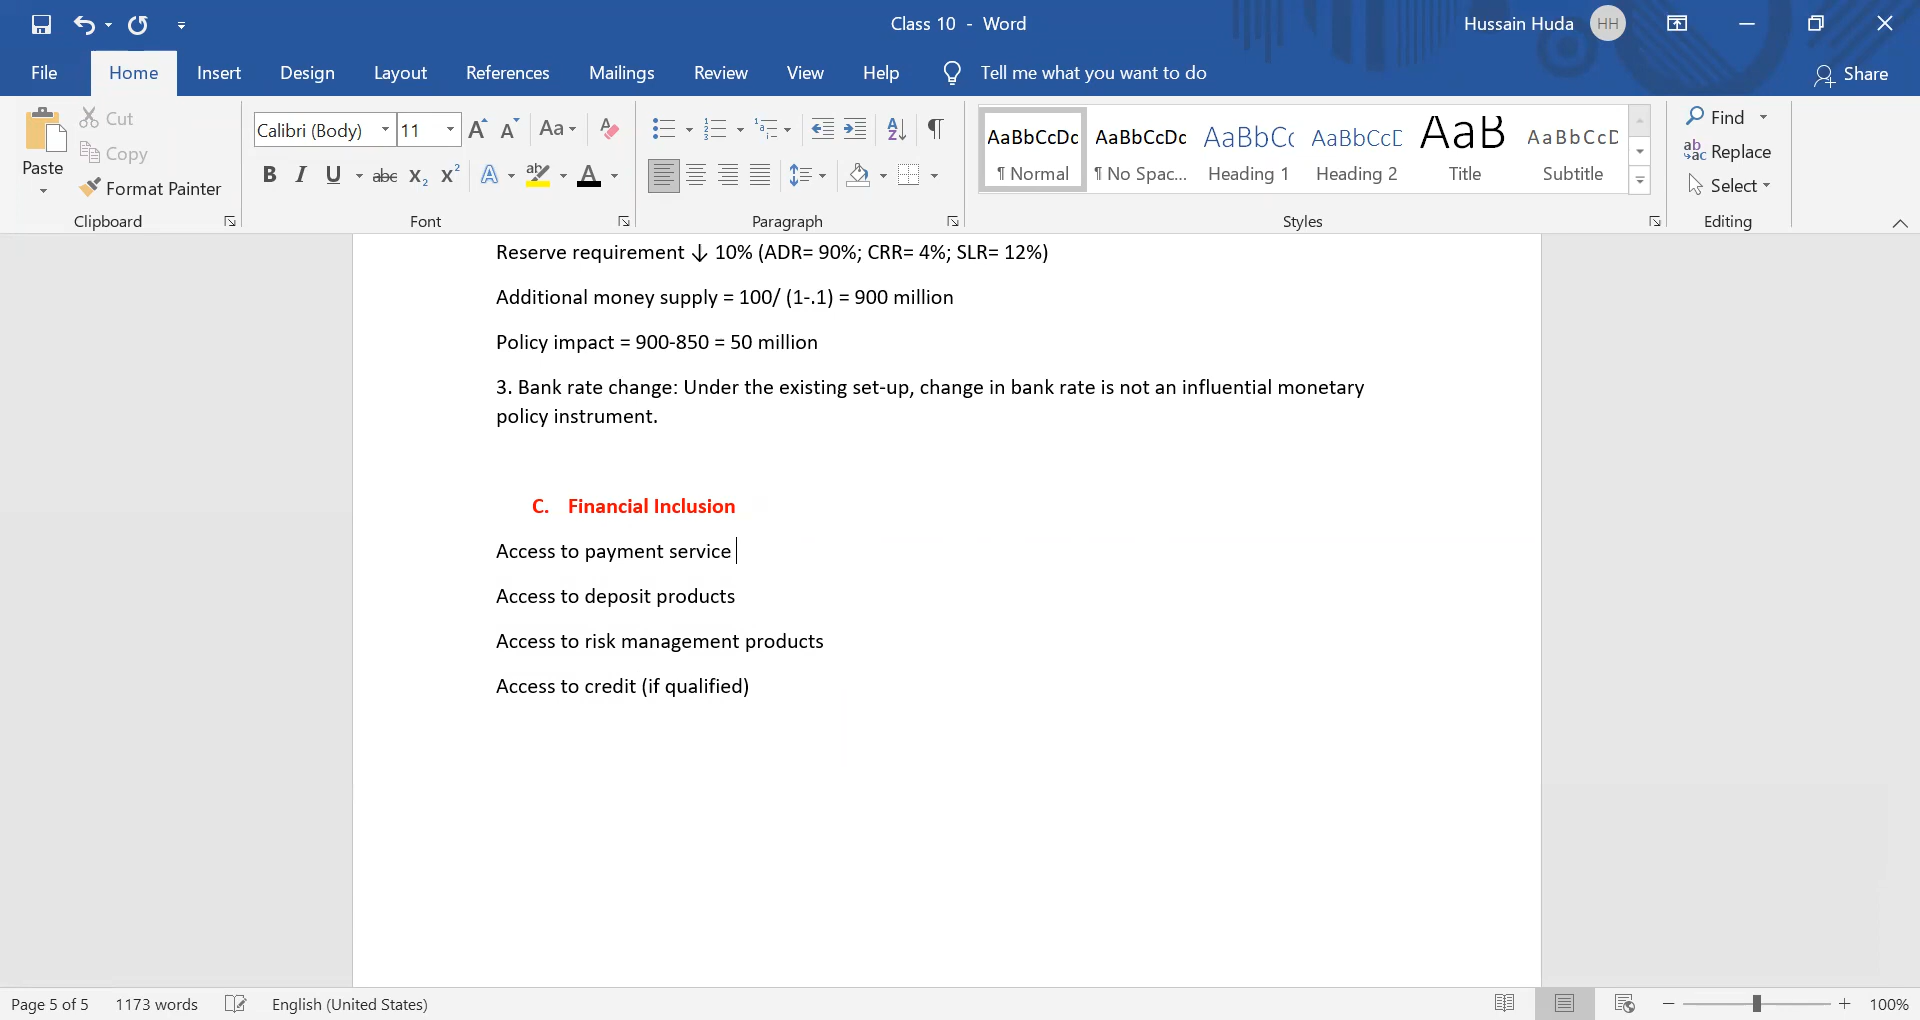 Class 10 - Word
Hussain Huda HH
File Home Insert Design Layout References Mailings Review View Help Tell me what you want to do Share
Paste
Cut
Copy
Format Painter
Clipboard
Calibri (Body) 11
Font
Paragraph
AaBbCcDc AaBbCcDc AaBbC AaBbCcE AaB AaBbCcD
¶ Normal ¶ No Spac... Heading 1 Heading 2 Title Subtitle
Styles
Find
Replace
Select
Editing
Reserve requirement ↓ 10% (ADR= 90%; CRR= 4%; SLR= 12%)
Additional money supply = 100/ (1-.1) = 900 million
Policy impact = 900-850 = 50 million
3. Bank rate change: Under the existing set-up, change in bank rate is not an influential monetary
policy instrument.
C. Financial Inclusion
Access to payment service
Access to deposit products
Access to risk management products
Access to credit (if qualified)
Page 5 of 5 1173 words English (United States) 100%